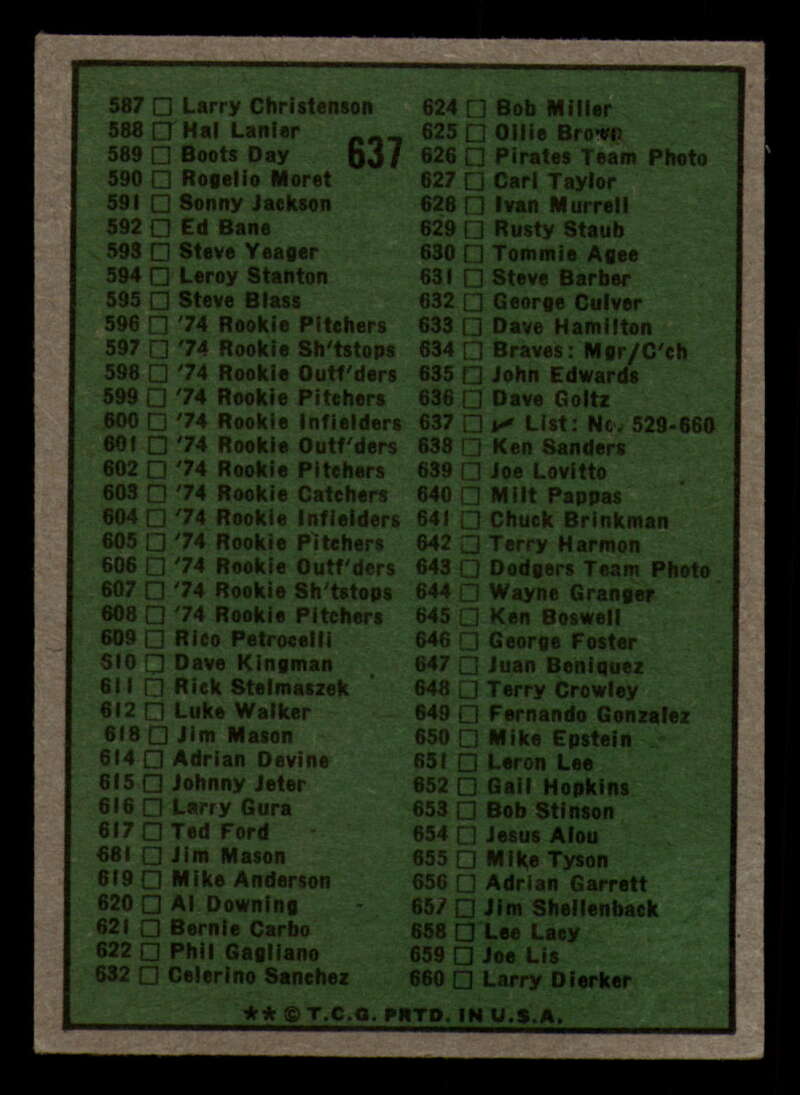 587 □ Larry Christenson
588 □ Hal Lanier
589 □ Boots Day
590 □ Rogelio Moret
591 □ Sonny Jackson
592 □ Ed Bane
593 □ Steve Yeager
594 □ Leroy Stanton
595 □ Steve Blass
596 □ '74 Rookie Pitchers
597 □ '74 Rookie Sh'tstops
598 □ '74 Rookie Outf'ders
599 □ '74 Rookie Pitchers
600 □ '74 Rookie Infielders
601 □ '74 Rookie Outf'ders
602 □ '74 Rookie Pitchers
603 □ '74 Rookie Catchers
604 □ '74 Rookie Infielders
605 □ '74 Rookie Pitchers
606 □ '74 Rookie Outf'ders
607 □ '74 Rookie Sh'tstops
608 □ '74 Rookie Pitchers
609 □ Rico Petrocelli
610 □ Dave Kingman
611 □ Rick Stelmaszek
612 □ Luke Walker
618 □ Jim Mason
614 □ Adrian Devine
615 □ Johnny Jeter
616 □ Larry Gura
617 □ Ted Ford
681 □ Jim Mason
619 □ Mike Anderson
620 □ Al Downing
621 □ Bernie Carbo
622 □ Phil Gagliano
632 □ Celerino Sanchez
637
624 □ Bob Miller
625 □ Ollie Brown
626 □ Pirates Team Photo
627 □ Carl Taylor
628 □ Ivan Murrell
629 □ Rusty Staub
630 □ Tommie Agee
631 □ Steve Barber
632 □ George Culver
633 □ Dave Hamilton
634 □ Braves: Mgr/C'ch
635 □ John Edwards
636 □ Dave Goltz
637 □ ✔ List: No. 529-660
638 □ Ken Sanders
639 □ Joe Lovitto
640 □ Milt Pappas
641 □ Chuck Brinkman
642 □ Terry Harmon
643 □ Dodgers Team Photo
644 □ Wayne Granger
645 □ Ken Boswell
646 □ George Foster
647 □ Juan Beniquez
648 □ Terry Crowley
649 □ Fernando Gonzalez
650 □ Mike Epstein
651 □ Leron Lee
652 □ Gail Hopkins
653 □ Bob Stinson
654 □ Jesus Alou
655 □ Mike Tyson
656 □ Adrian Garrett
657 □ Jim Shellenback
658 □ Lee Lacy
659 □ Joe Lis
660 □ Larry Dierker
** © T.C.G. PRTD. IN U.S.A.